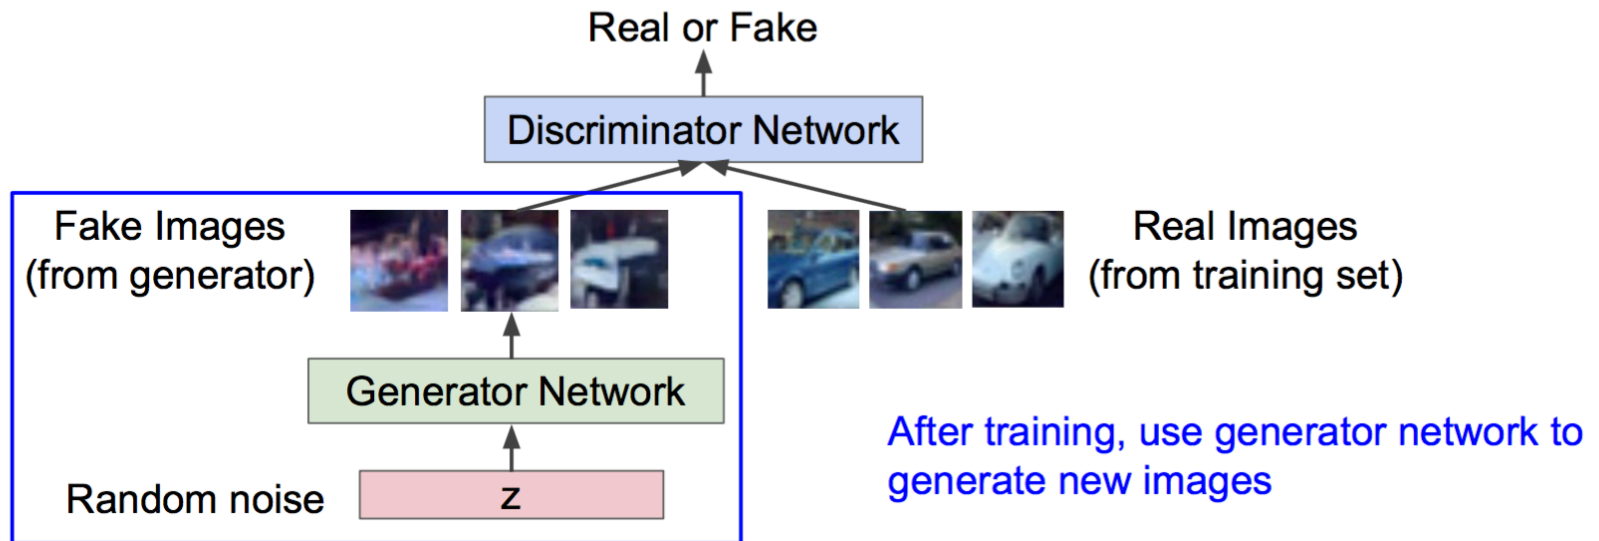 Real or Fake
Discriminator Network
Fake Images
(from generator)
Real Images
(from training set)
Generator Network
After training, use generator network to
generate new images
Random noise
z